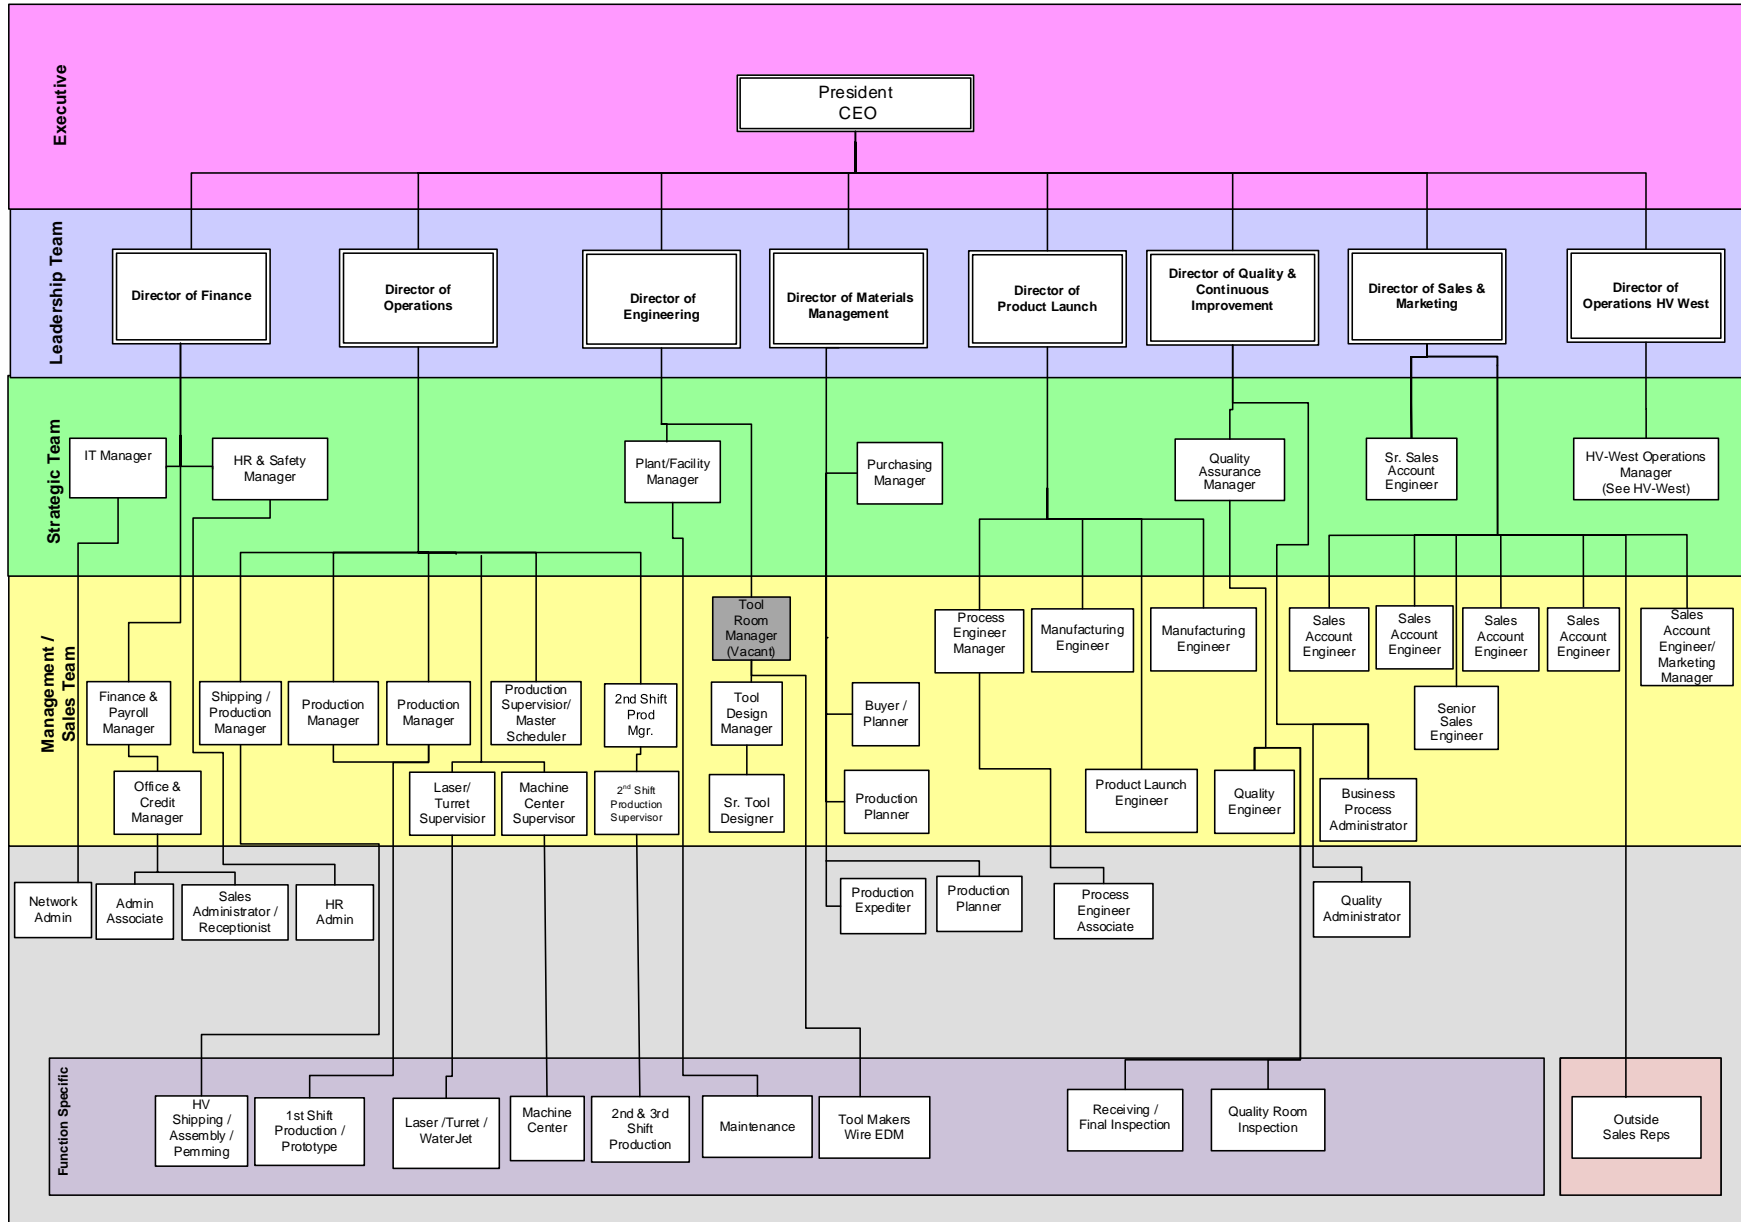 Executive
President
CEO
Leadership Team
Director of Finance
Director of
Operations
Director of
Engineering
Director of Materials
Management
Director of
Product Launch
Director of Quality &
Continuous
Improvement
Director of Sales &
Marketing
Director of
Operations HV West
Strategic Team
IT Manager
HR & Safety
Manager
Plant/Facility
Manager
Purchasing
Manager
Quality
Assurance
Manager
Sr. Sales
Account
Engineer
HV-West Operations
Manager
(See HV-West)
Management /
Sales Team
Tool
Room
Manager
(Vacant)
Process
Engineer
Manager
Manufacturing
Engineer
Manufacturing
Engineer
Sales
Account
Engineer
Sales
Account
Engineer
Sales
Account
Engineer
Sales
Account
Engineer
Sales
Account
Engineer/
Marketing
Manager
Finance &
Payroll
Manager
Shipping /
Production
Manager
Production
Manager
Production
Manager
Production
Supervisior/
Master
Scheduler
2nd Shift
Prod
Mgr.
Tool
Design
Manager
Buyer /
Planner
Senior
Sales
Engineer
Office &
Credit
Manager
Laser/
Turret
Supervisior
Machine
Center
Supervisor
2nd Shift
Production
Supervisor
Sr. Tool
Designer
Production
Planner
Product Launch
Engineer
Quality
Engineer
Business
Process
Administrator
Network
Admin
Admin
Associate
Sales
Administrator /
Receptionist
HR
Admin
Production
Expediter
Production
Planner
Process
Engineer
Associate
Quality
Administrator
Function Specific
HV
Shipping /
Assembly /
Pemming
1st Shift
Production /
Prototype
Laser /Turret /
WaterJet
Machine
Center
2nd & 3rd
Shift
Production
Maintenance
Tool Makers
Wire EDM
Receiving /
Final Inspection
Quality Room
Inspection
Outside
Sales Reps